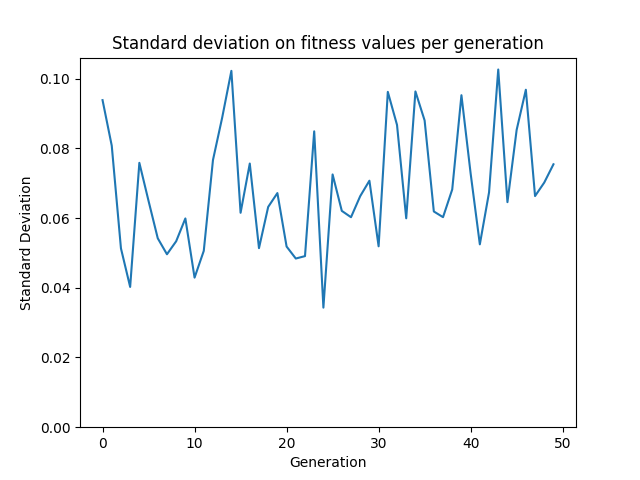 Standard deviation on fitness values per generation
Standard Deviation
0.10
0.08
0.06
0.04
0.02
0.00
0 10 20 30 40 50
Generation